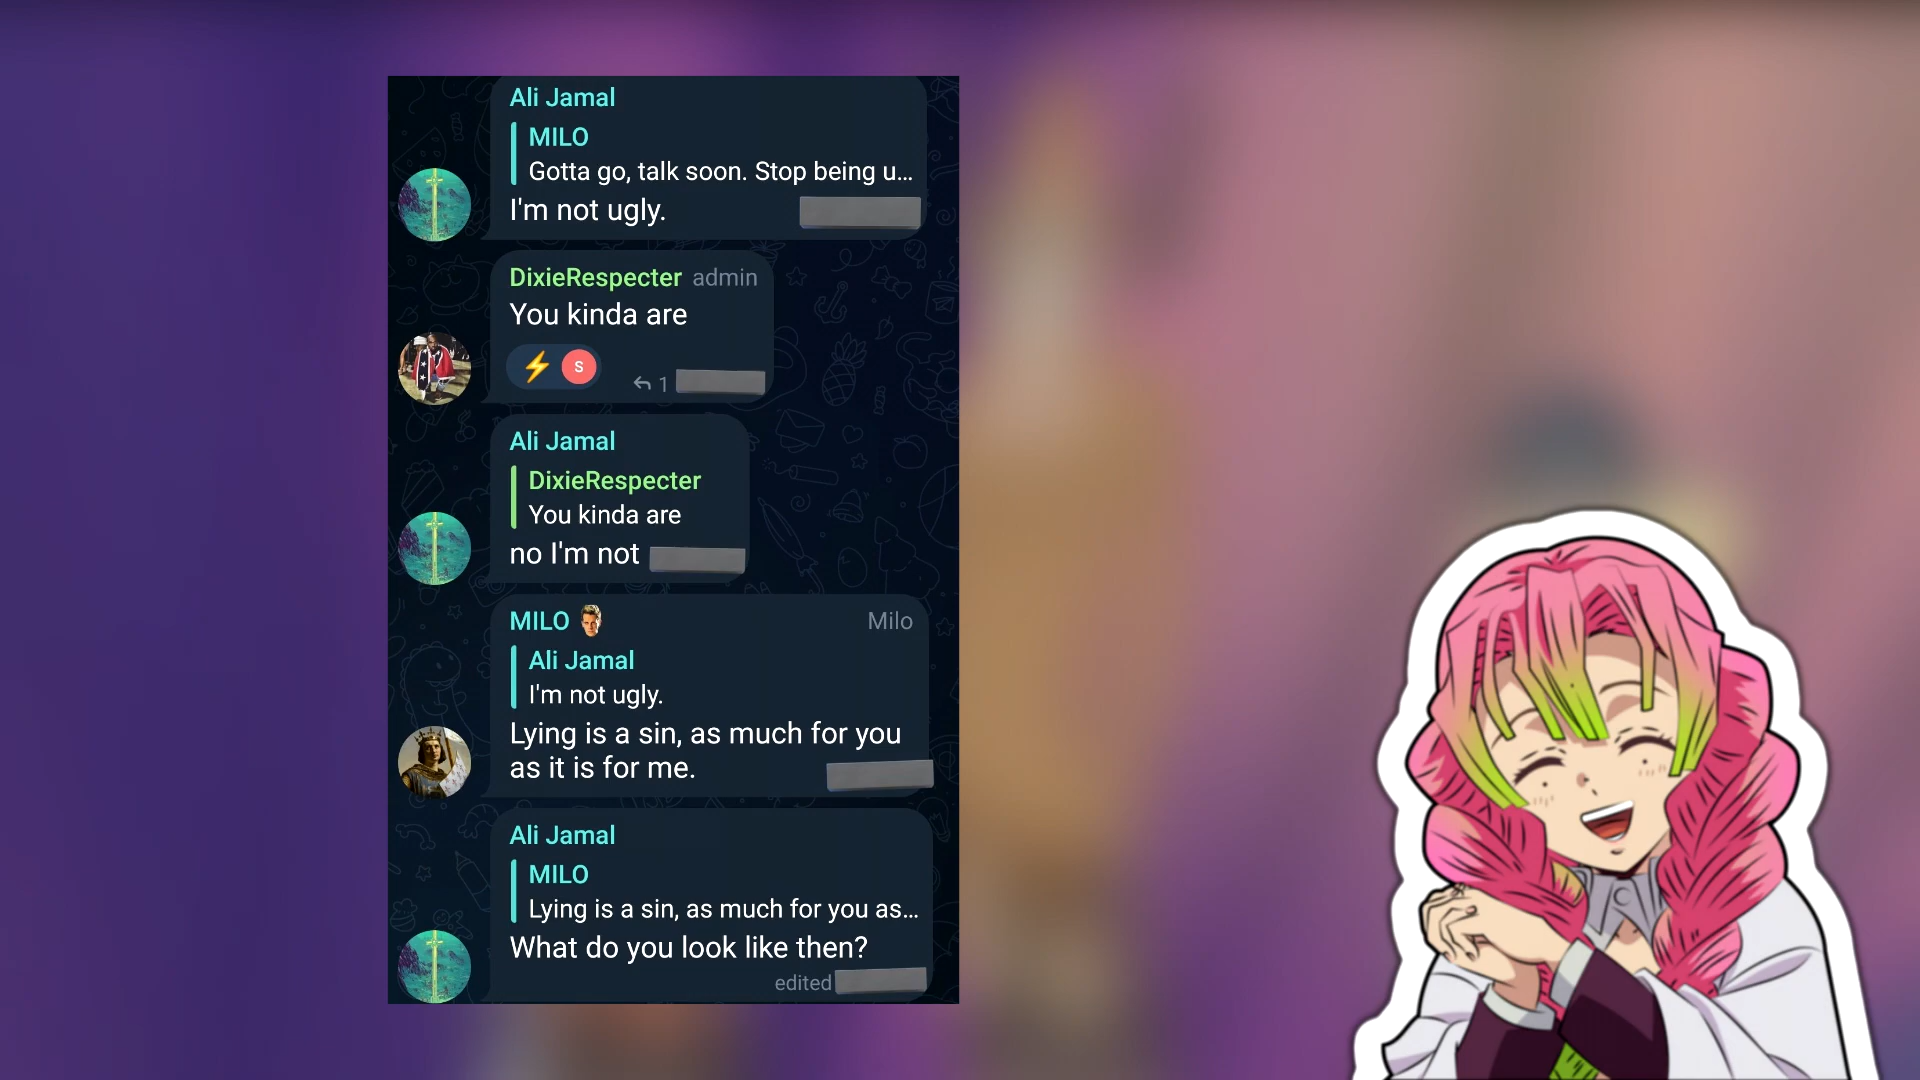 Ali Jamal
MILO
Gotta go, talk soon. Stop being u...
I'm not ugly.
DixieRespecter admin
You kinda are
S
1
Ali Jamal
DixieRespecter
You kinda are
no I'm not
MILO Milo
Ali Jamal
I'm not ugly.
Lying is a sin, as much for you
as it is for me.
Ali Jamal
MILO
Lying is a sin, as much for you as...
What do you look like then?
edited